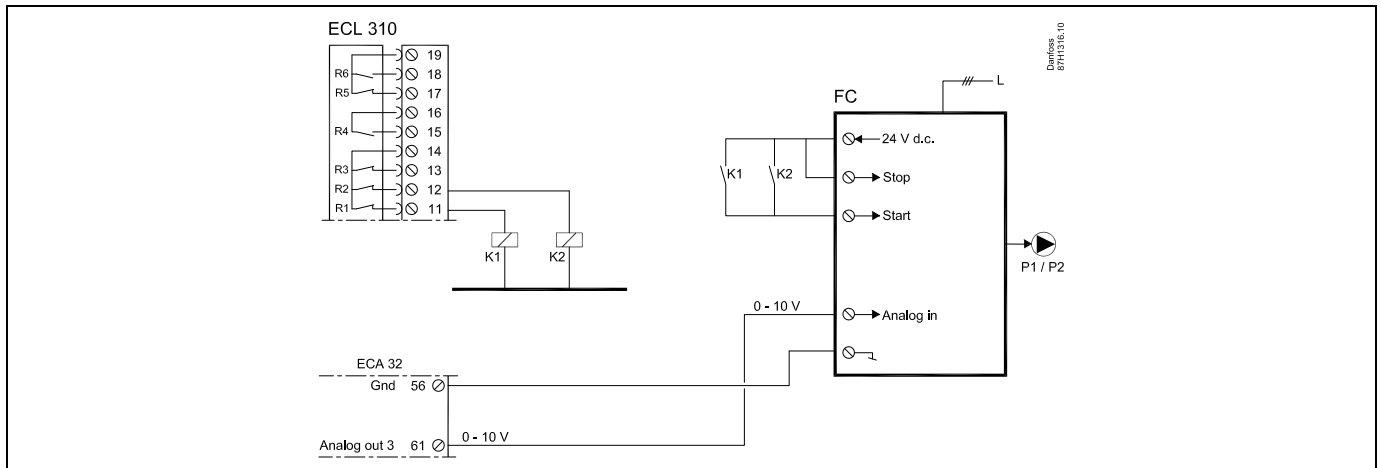 ECL 310
19
R6 18
R5 17
16
R4 15
14
R3 13
R2 12
R1 11
K1 K2
Danfoss
87H1316.10
L
FC
24 V d.c.
K1 K2
Stop
Start
P1 / P2
0 - 10 V
Analog in
ECA 32
Gnd 56
Analog out 3 61
0 - 10 V